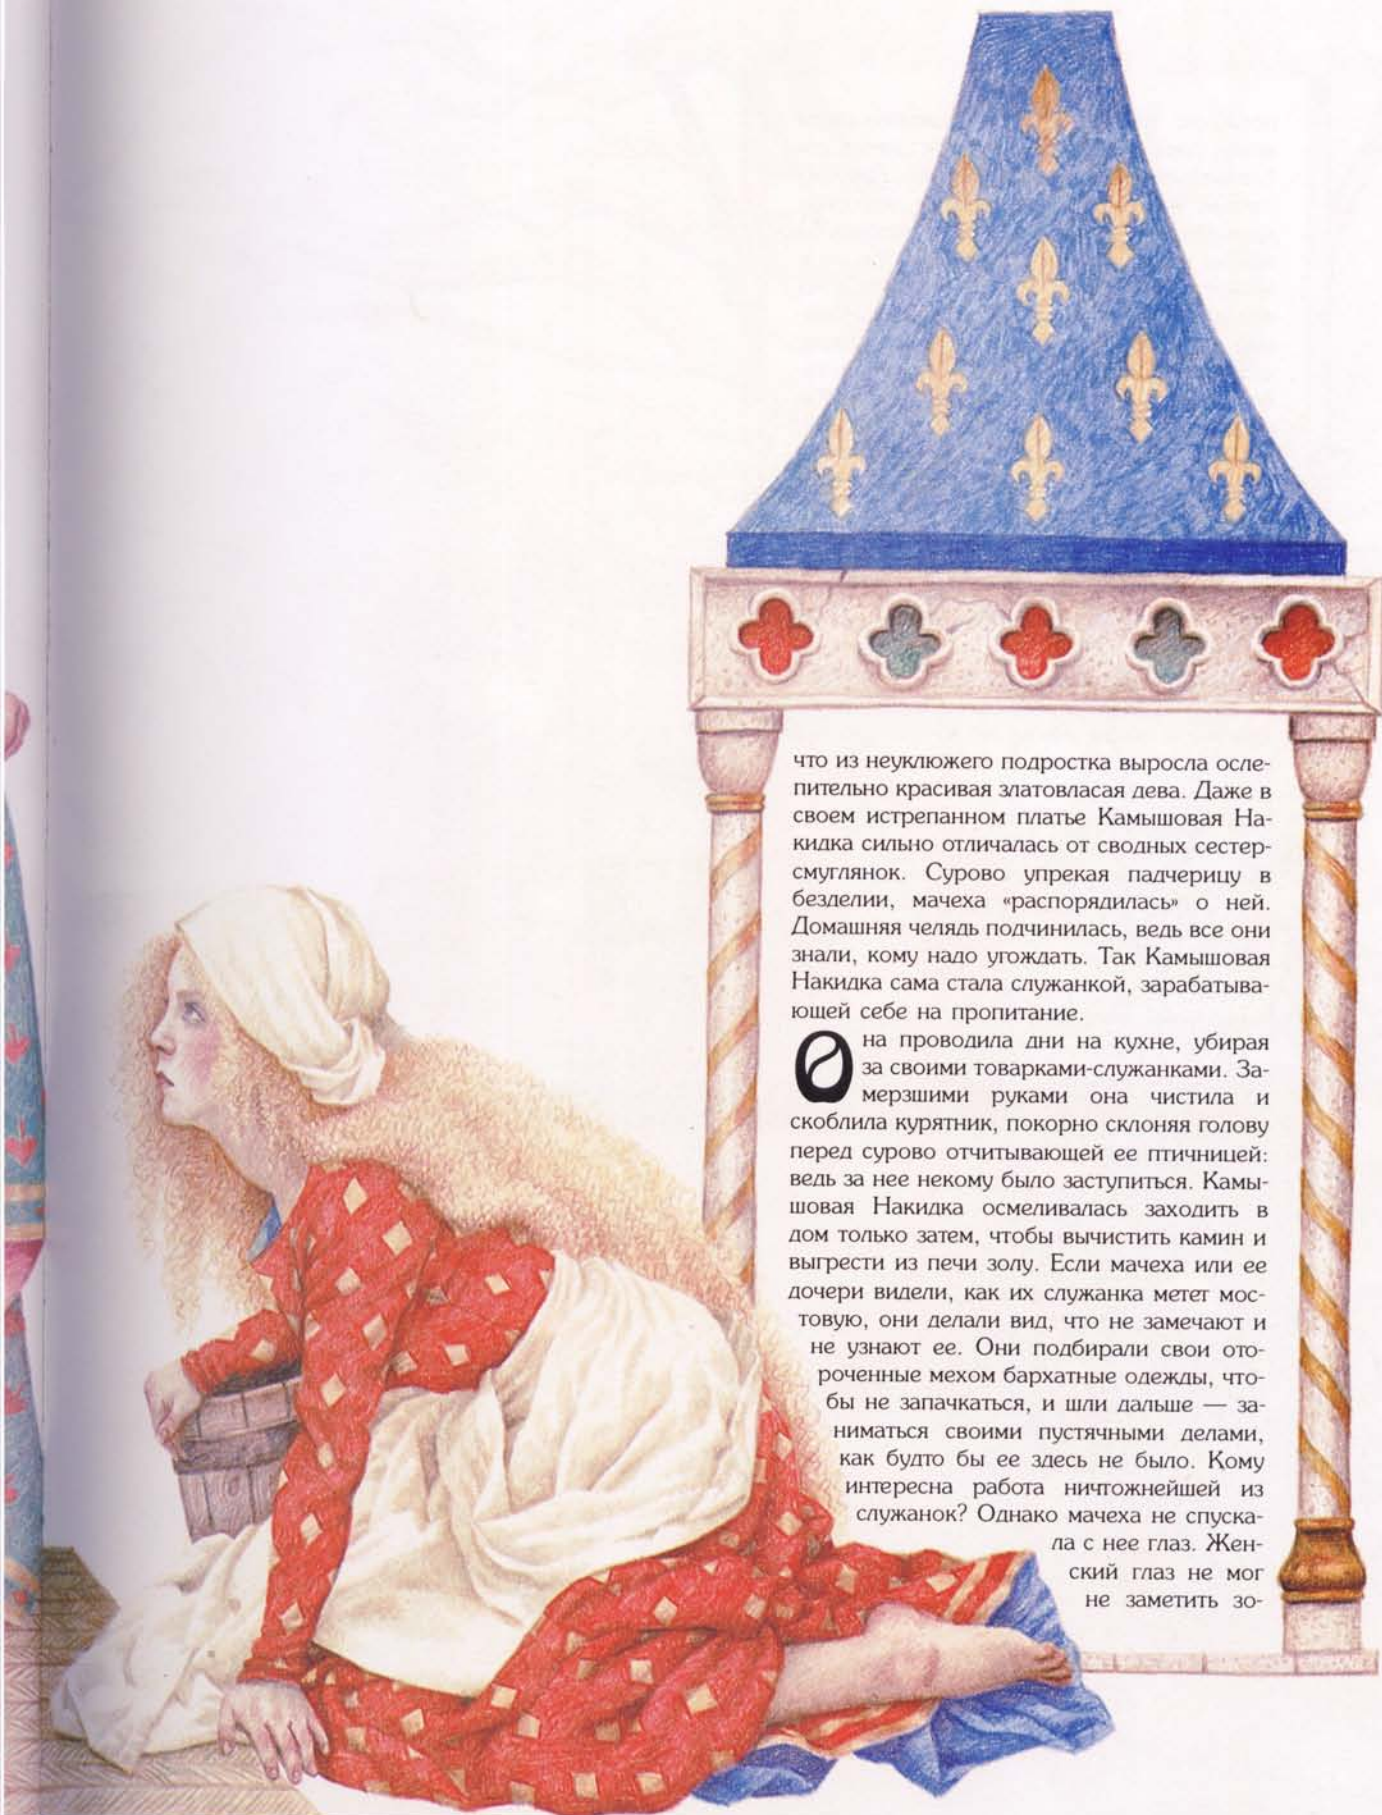 что из неуклюжего подростка выросла осле-
пительно красивая златовласая дева. Даже в
своем истрепанном платье Камышовая На-
кидка сильно отличалась от сводных сестер-
смуглянок. Сурово упрекая падчерицу в
безделии, мачеха «распорядилась» о ней.
Домашняя челядь подчинилась, ведь все они
знали, кому надо угождать. Так Камышовая
Накидка сама стала служанкой, зарабатыва-
ющей себе на пропитание.
Она проводила дни на кухне, убирая
за своими товарками-служанками. За-
мерзшими руками она чистила и
скоблила курятник, покорно склоняя голову
перед сурово отчитывающей ее птичницей:
ведь за нее некому было заступиться. Камы-
шовая Накидка осмеливалась заходить в
дом только затем, чтобы вычистить камин и
выгрести из печи золу. Если мачеха или ее
дочери видели, как их служанка метет мос-
товую, они делали вид, что не замечают и
не узнают ее. Они подбирали свои ото-
роченные мехом бархатные одежды, что-
бы не запачкаться, и шли дальше — за-
ниматься своими пустячными делами,
как будто бы ее здесь не было. Кому
интересна работа ничтожнейшей из
служанок? Однако мачеха не спуска-
ла с нее глаз. Жен-
ский глаз не мог
не заметить зо-